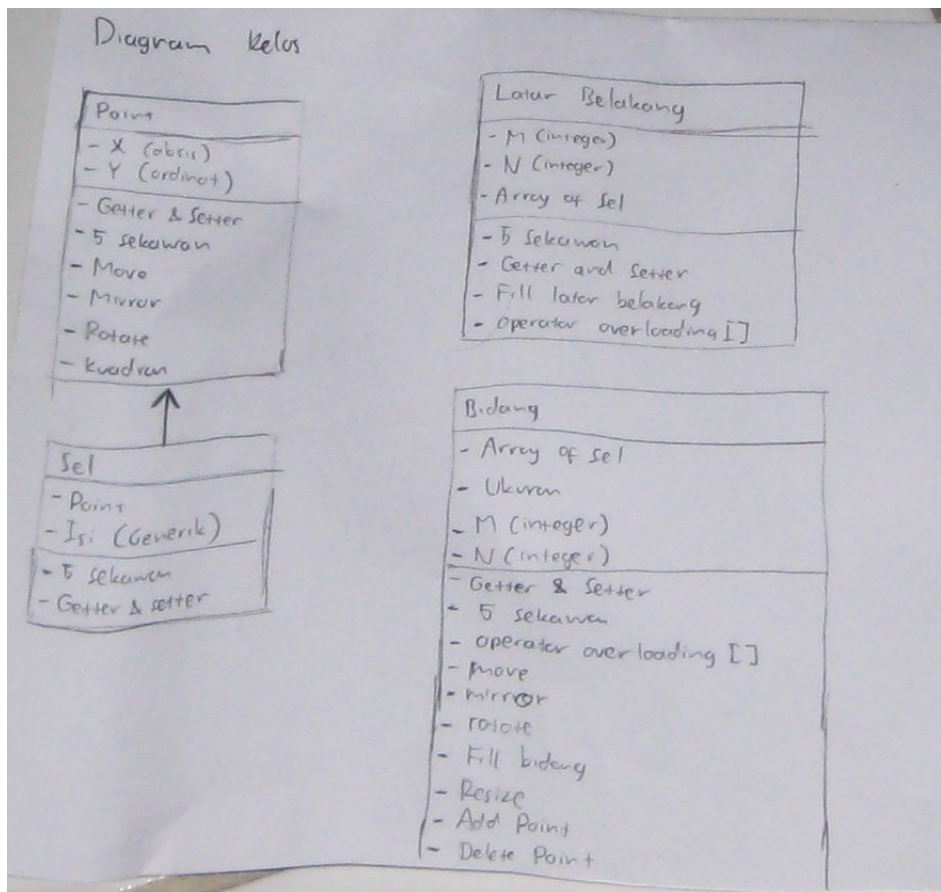 Diagram Kelas
Point
- X (absis)
- Y (ordinat)
- Getter & Setter
- 5 sekawan
- Move
- Mirror
- Rotate
- kuadran
Sel
- Point
- Isi (Generik)
- 5 sekawan
- Getter & setter
Latar Belakang
- M (integer)
- N (integer)
- Array of Sel
- 5 sekawan
- Getter and Setter
- Fill latar belakang
- operator overloading []
Bidang
- Array of Sel
- Ukuran
- M (integer)
- N (integer)
- Getter & Setter
- 5 sekawan
- operator overloading []
- move
- mirror
- rotate
- Fill bidang
- Resize
- Add Point
- Delete Point